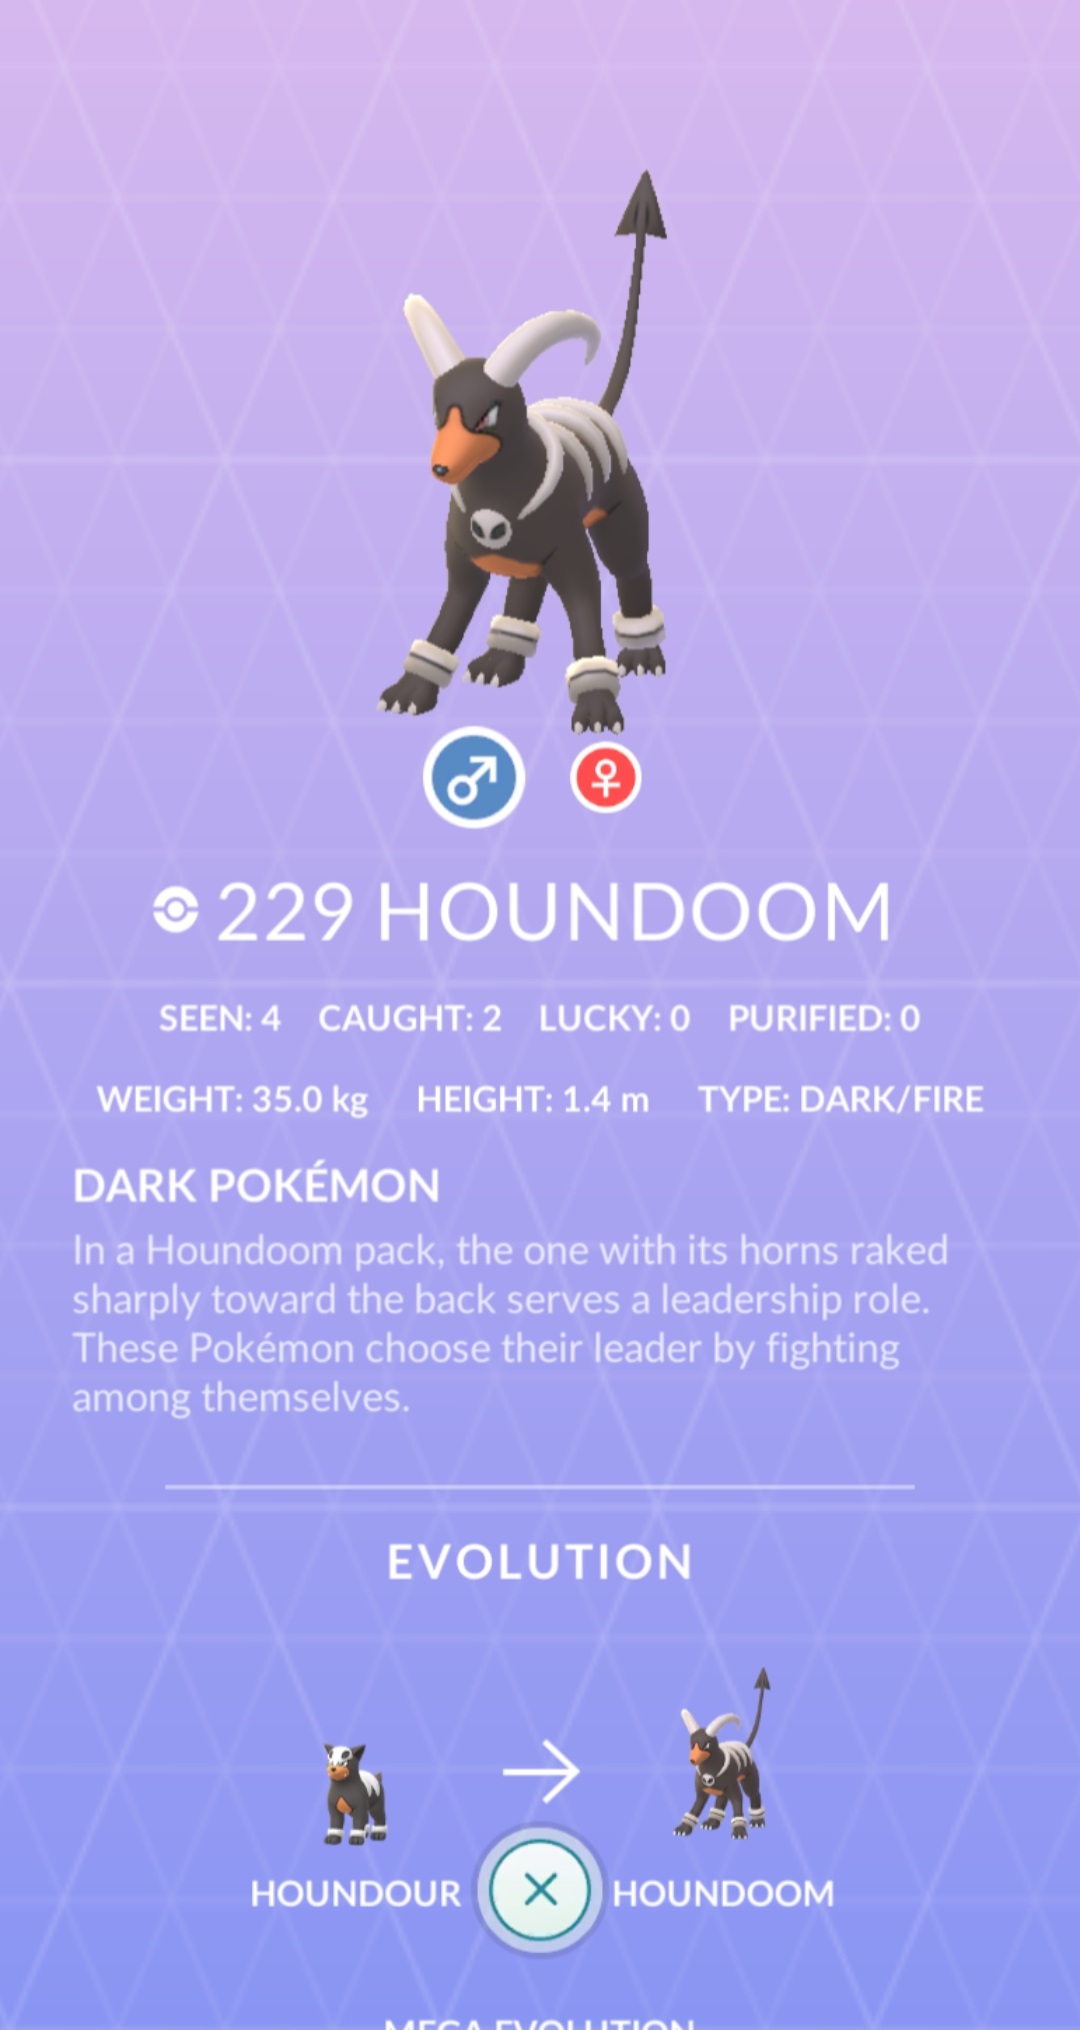 229 HOUNDOOM
SEEN: 4 CAUGHT: 2 LUCKY: 0 PURIFIED: 0
WEIGHT: 35.0 kg HEIGHT: 1.4 m TYPE: DARK/FIRE
DARK POKÉMON
In a Houndoom pack, the one with its horns raked
sharply toward the back serves a leadership role.
These Pokémon choose their leader by fighting
among themselves.
EVOLUTION
HOUNDOUR HOUNDOOM
MEGA EVOLUTION